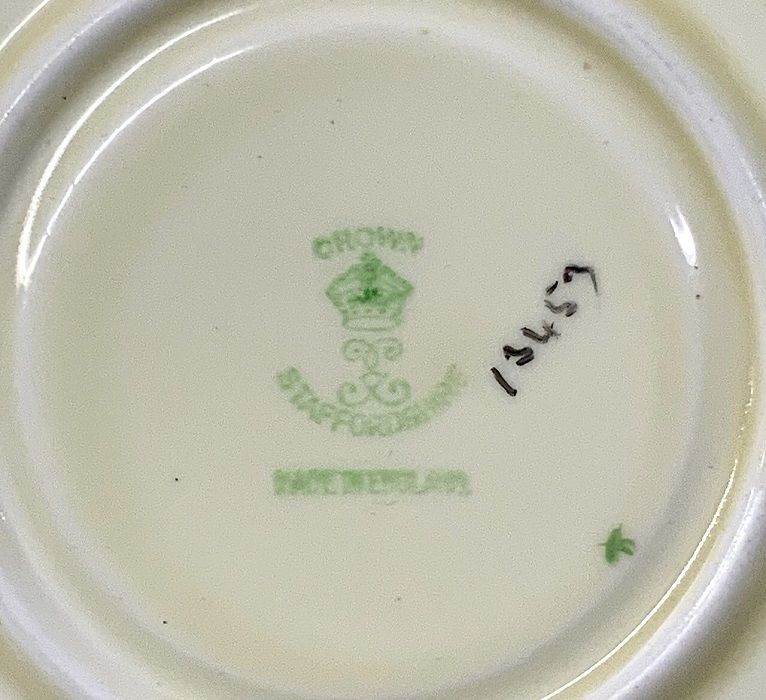 CROWN
STAFFORDSHIRE
MADE IN ENGLAND
13457